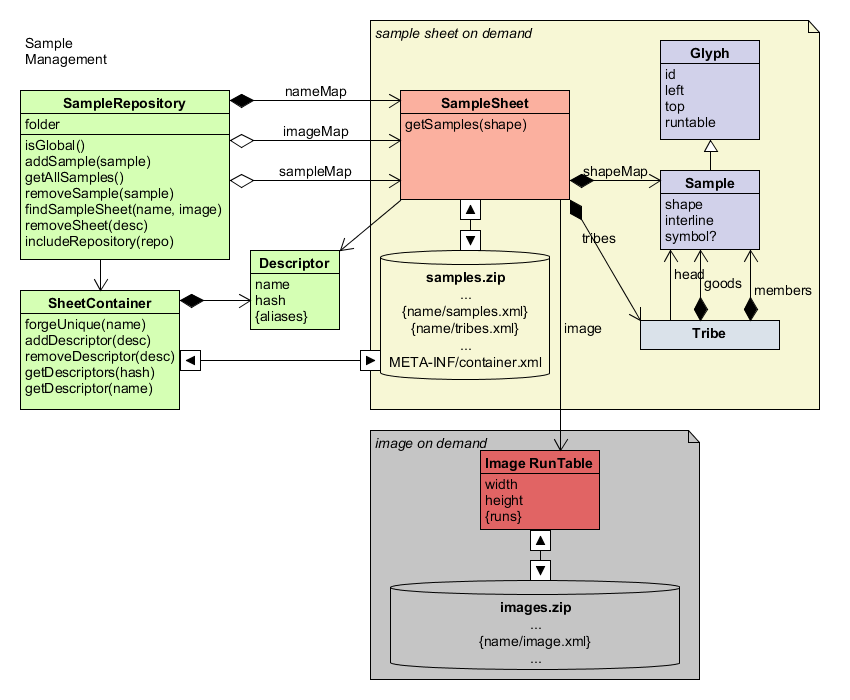 Sample
Management
sample sheet on demand
Glyph
id
left
top
runtable
SampleRepository
folder
isGlobal()
addSample(sample)
getAllSamples()
removeSample(sample)
findSampleSheet(name, image)
removeSheet(desc)
includeRepository(repo)
nameMap
imageMap
sampleMap
SampleSheet
getSamples(shape)
shapeMap
Sample
shape
interline
symbol?
tribes
head
goods
members
Tribe
Descriptor
name
hash
{aliases}
SheetContainer
forgeUnique(name)
addDescriptor(desc)
removeDescriptor(desc)
getDescriptors(hash)
getDescriptor(name)
samples.zip
...
{name/samples.xml}
{name/tribes.xml}
...
META-INF/container.xml
image
image on demand
Image RunTable
width
height
{runs}
images.zip
...
{name/image.xml}
...